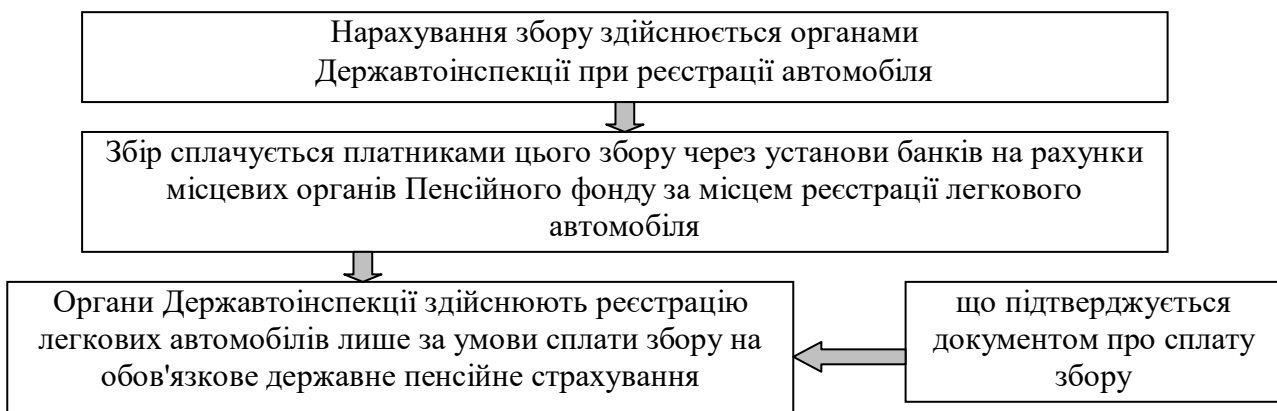 Нарахування збору здійснюється органами
Державтоінспекції при реєстрації автомобіля
Збір сплачується платниками цього збору через установи банків на рахунки
місцевих органів Пенсійного фонду за місцем реєстрації легкового
автомобіля
Органи Державтоінспекції здійснюють реєстрацію
легкових автомобілів лише за умови сплати збору на
обов'язкове державне пенсійне страхування
що підтверджується
документом про сплату
збору